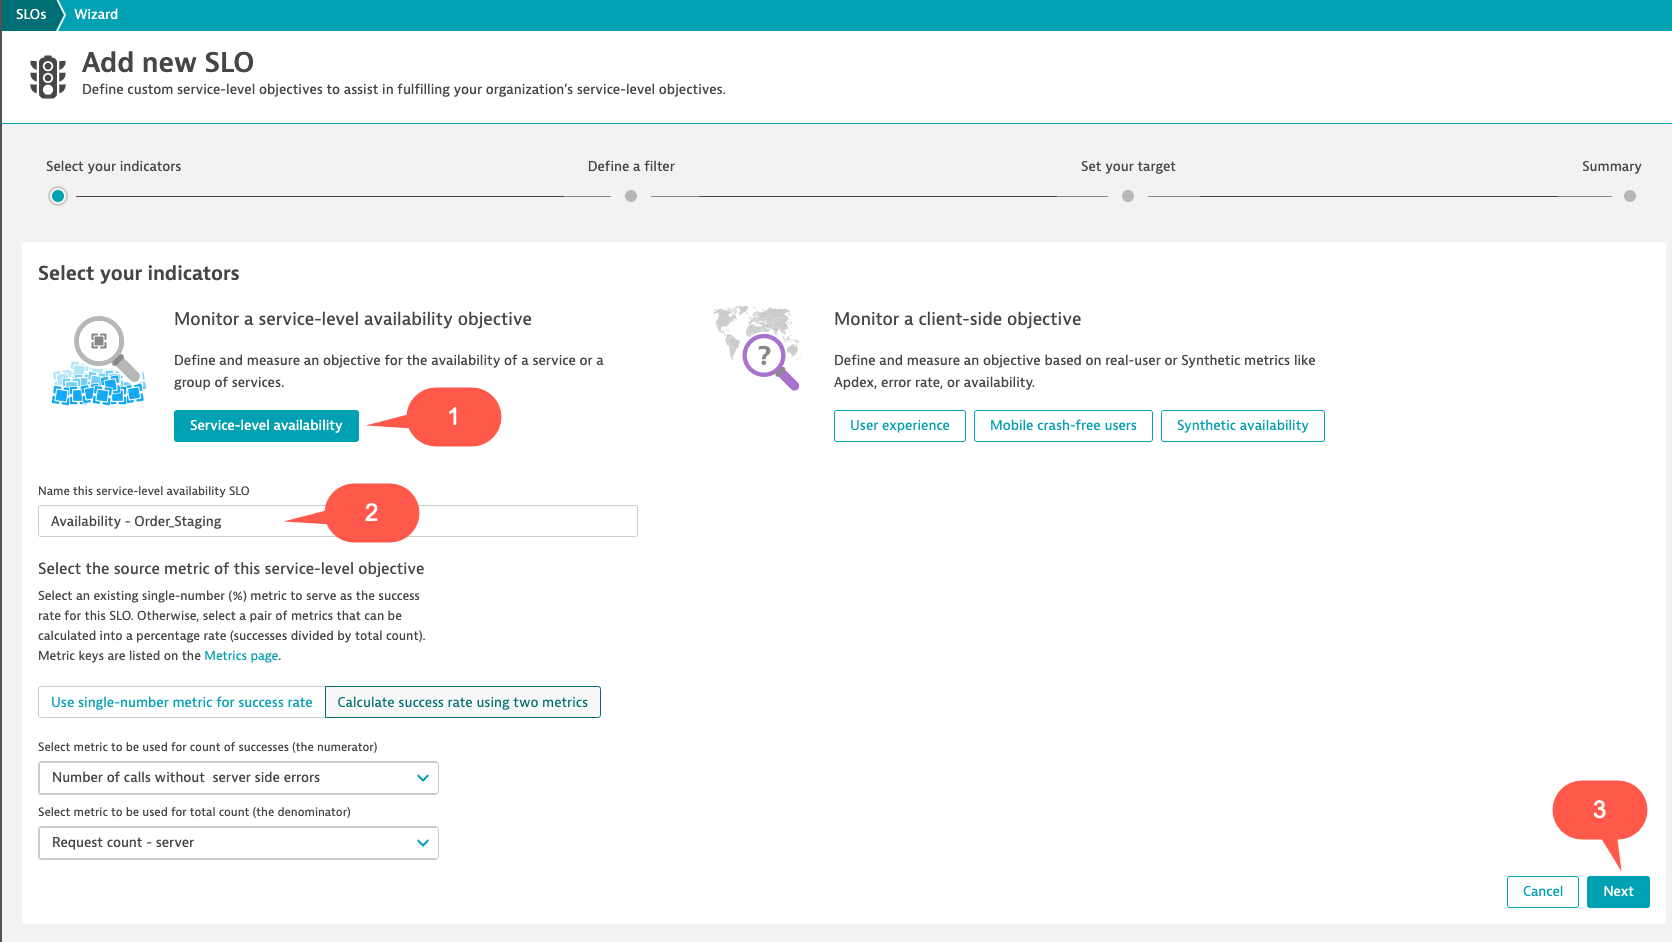 SLOs
Wizard
Add new SLO
Define custom service-level objectives to assist in fulfilling your organization's service-level objectives.
Select your indicators
Define a filter
Set your target
Summary
Select your indicators
Monitor a service-level availability objective
Define and measure an objective for the availability of a service or a
group of services.
Service-level availability
1
?
Monitor a client-side objective
Define and measure an objective based on real-user or Synthetic metrics like
Apdex, error rate, or availability.
User experience
Mobile crash-free users
Synthetic availability
Name this service-level availability SLO
Availability - Order_Staging
2
Select the source metric of this service-level objective
Select an existing single-number (%) metric to serve as the success
rate for this SLO. Otherwise, select a pair of metrics that can be
calculated into a percentage rate (successes divided by total count).
Metric keys are listed on the Metrics page.
Use single-number metric for success rate
Calculate success rate using two metrics
Select metric to be used for count of successes (the numerator)
Number of calls without  server side errors
Select metric to be used for total count (the denominator)
Request count - server
3
Cancel
Next